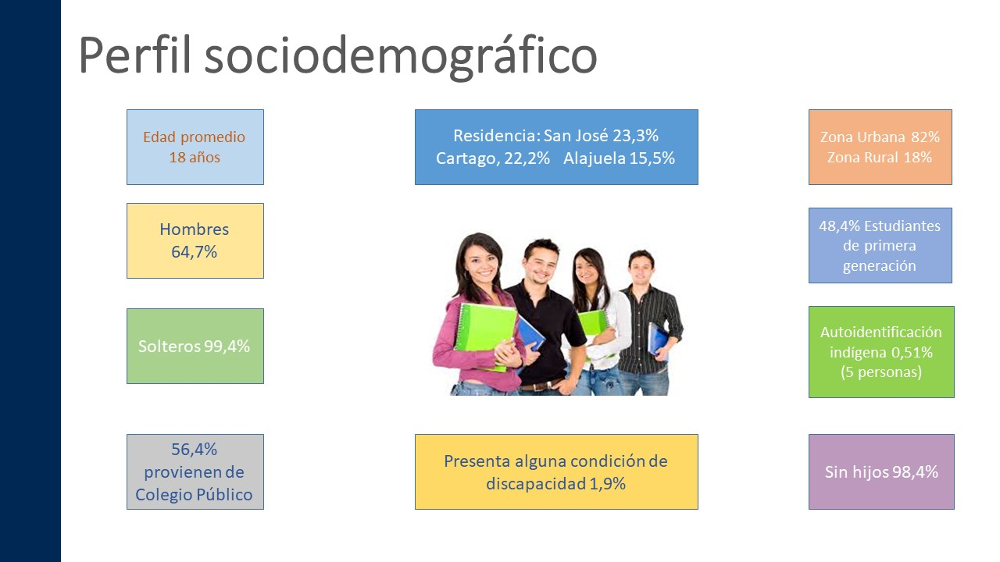 Perfil sociodemográfico
Edad promedio
18 años
Residencia: San José 23,3%
Cartago, 22,2%   Alajuela 15,5%
Zona Urbana 82%
Zona Rural 18%
Hombres
64,7%
48,4% Estudiantes
de primera
generación
Solteros 99,4%
Autoidentificación
indígena 0,51%
(5 personas)
56,4%
provienen de
Colegio Público
Presenta alguna condición de
discapacidad 1,9%
Sin hijos 98,4%